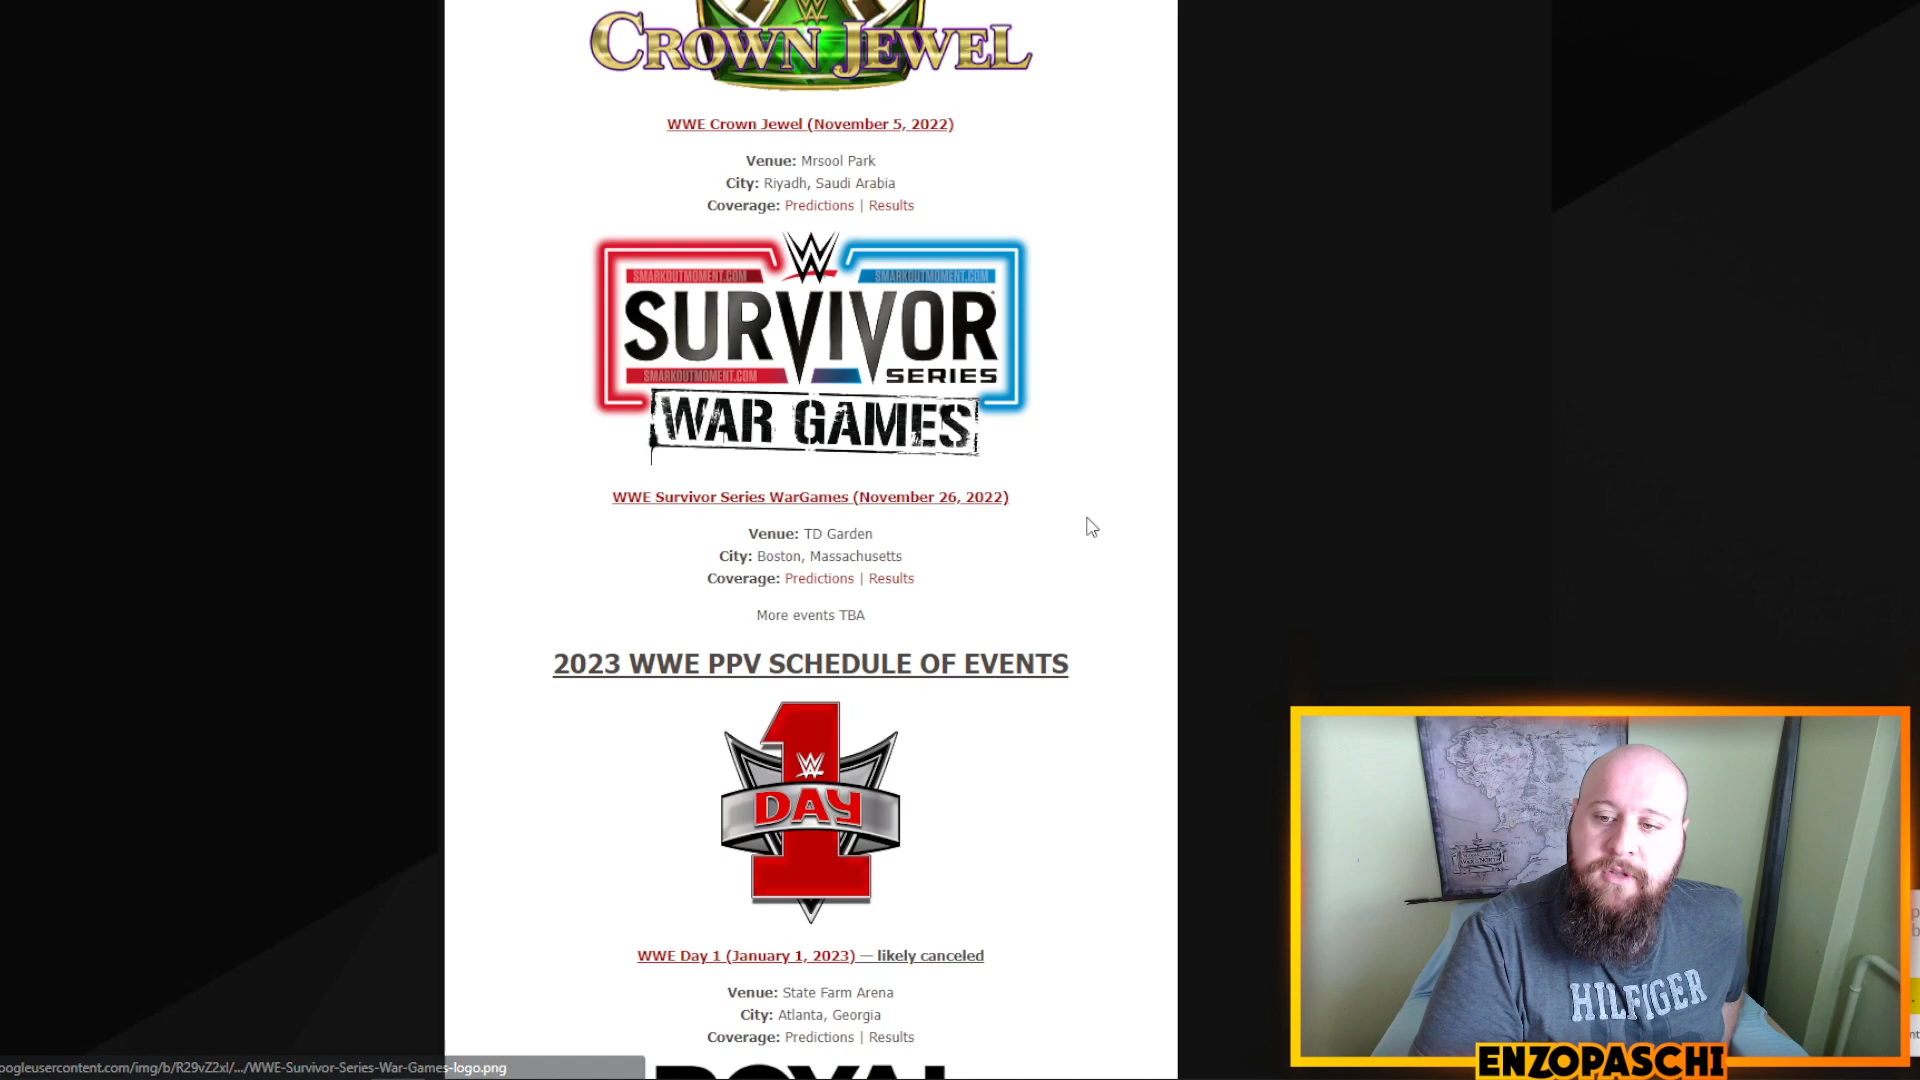 CROWN JEWEL
WWE Crown Jewel (November 5, 2022)
Venue: Mrsool Park
City: Riyadh, Saudi Arabia
Coverage: Predictions | Results
W
SMARKOUTMOMENT.COM SMARKOUTMOMENT.COM
SURVIVOR
SMARKOUTMOMENT.COM SERIES
WAR GAMES
WWE Survivor Series WarGames (November 26, 2022)
Venue: TD Garden
City: Boston, Massachusetts
Coverage: Predictions | Results
More events TBA
2023 WWE PPV SCHEDULE OF EVENTS
1
W
DAY
WWE Day 1 (January 1, 2023) — likely canceled
Venue: State Farm Arena
City: Atlanta, Georgia
Coverage: Predictions | Results
ROYAL
oogleusercontent.com/img/b/R29vZ2xl/.../WWE-Survivor-Series-War-Games-logo.png
HILFIGER
ENZOPASCHI